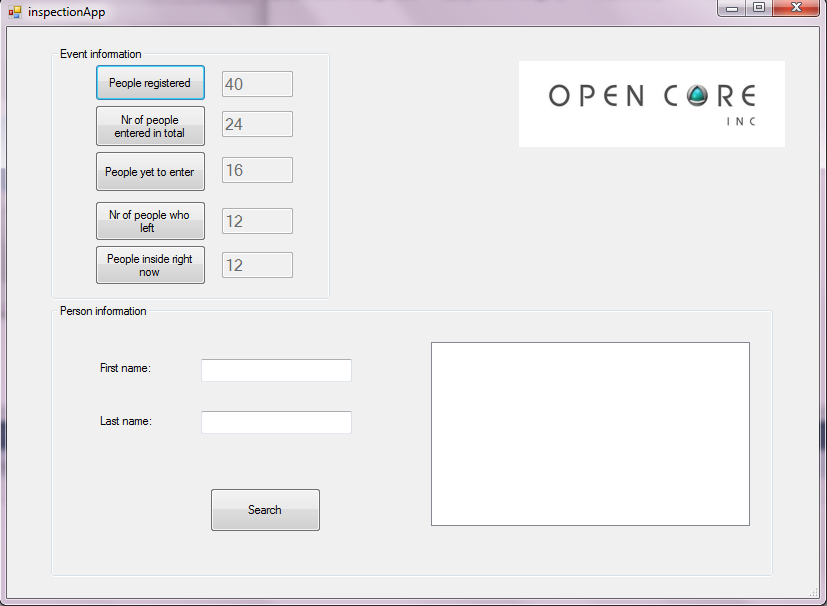 inspectionApp
Event information
People registered
40
Nr of people
entered in total
24
People yet to enter
16
Nr of people who
left
12
People inside right
now
12
OPEN CORE
INC
Person information
First name:
Last name:
Search